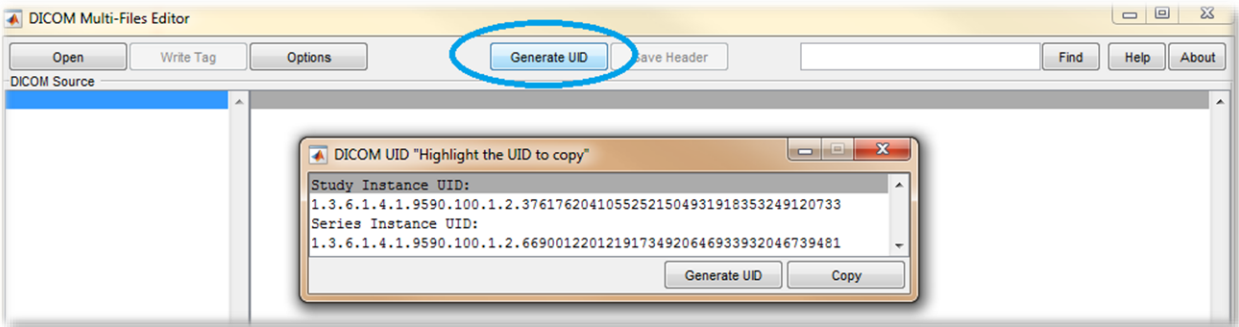 DICOM Multi-Files Editor
Open Write Tag Options Generate UID Save Header Find Help About
DICOM Source
DICOM UID "Highlight the UID to copy"
Study Instance UID:
1.3.6.1.4.1.9590.100.1.2.37617620410552521504931918353249120733
Series Instance UID:
1.3.6.1.4.1.9590.100.1.2.66900122012191734920646933932046739481
Generate UID Copy